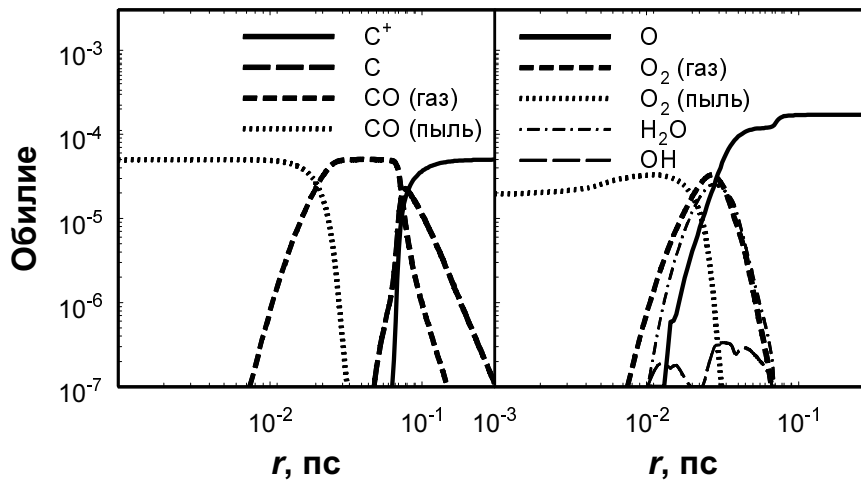 Обилие
10⁻³
10⁻⁴
10⁻⁵
10⁻⁶
10⁻⁷
C⁺
C
CO (газ)
CO (пыль)
O
O₂ (газ)
O₂ (пыль)
H₂O
OH
10⁻²
10⁻¹
10⁻³
10⁻²
10⁻¹
r, пс
r, пс